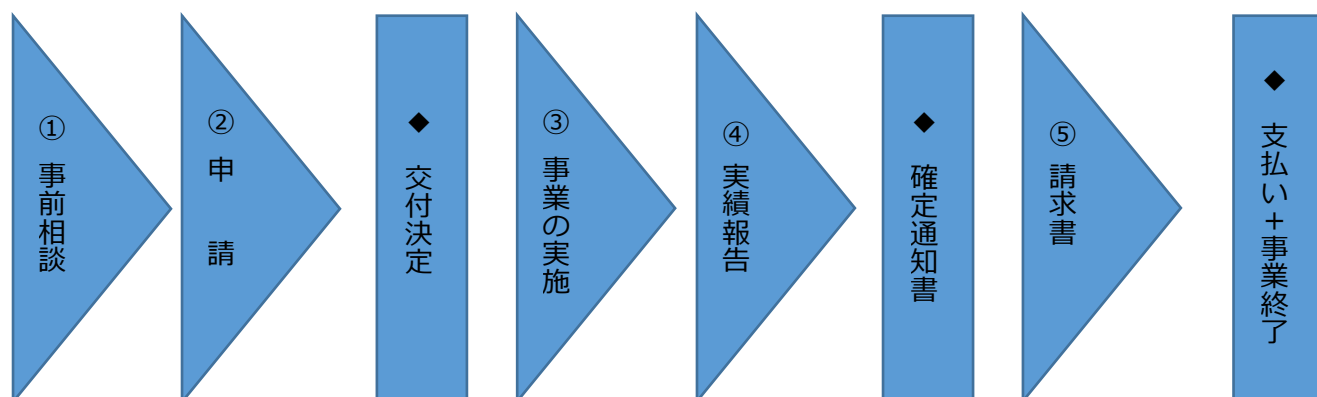 ① 事前相談
② 申　請
◆ 交付決定
③ 事業の実施
④ 実績報告
◆ 確定通知書
⑤ 請求書
◆ 支払い＋事業終了